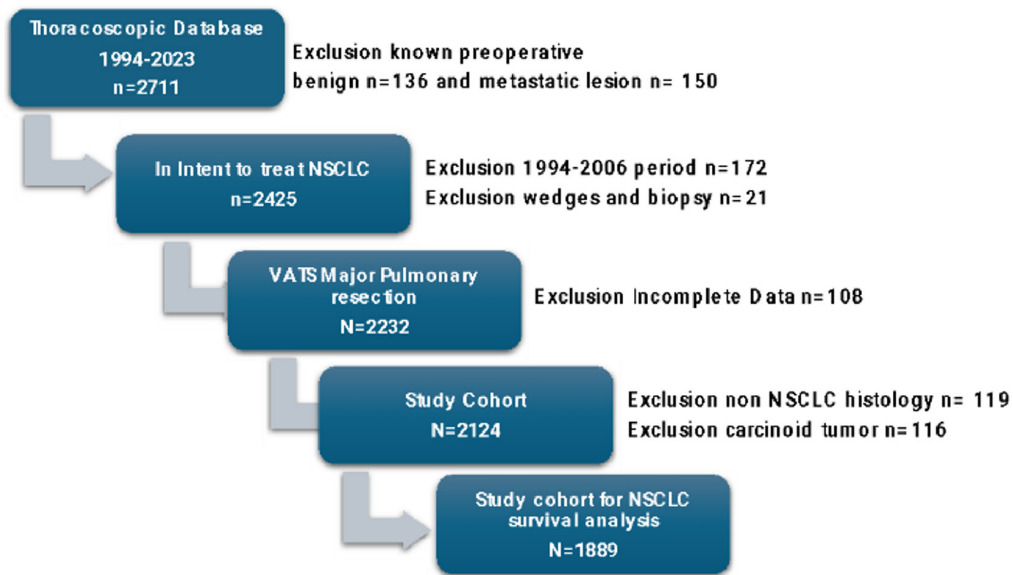 Thoracoscopic Database
1994-2023
n=2711
Exclusion known preoperative
benign n=136 and metastatic lesion n= 150
In Intent to treat NSCLC
n=2425
Exclusion 1994-2006 period n=172
Exclusion wedges and biopsy n=21
VATS Major Pulmonary
resection
N=2232
Exclusion Incomplete Data n=108
Study Cohort
N=2124
Exclusion non NSCLC histology n= 119
Exclusion carcinoid tumor n=116
Study cohort for NSCLC
survival analysis
N=1889